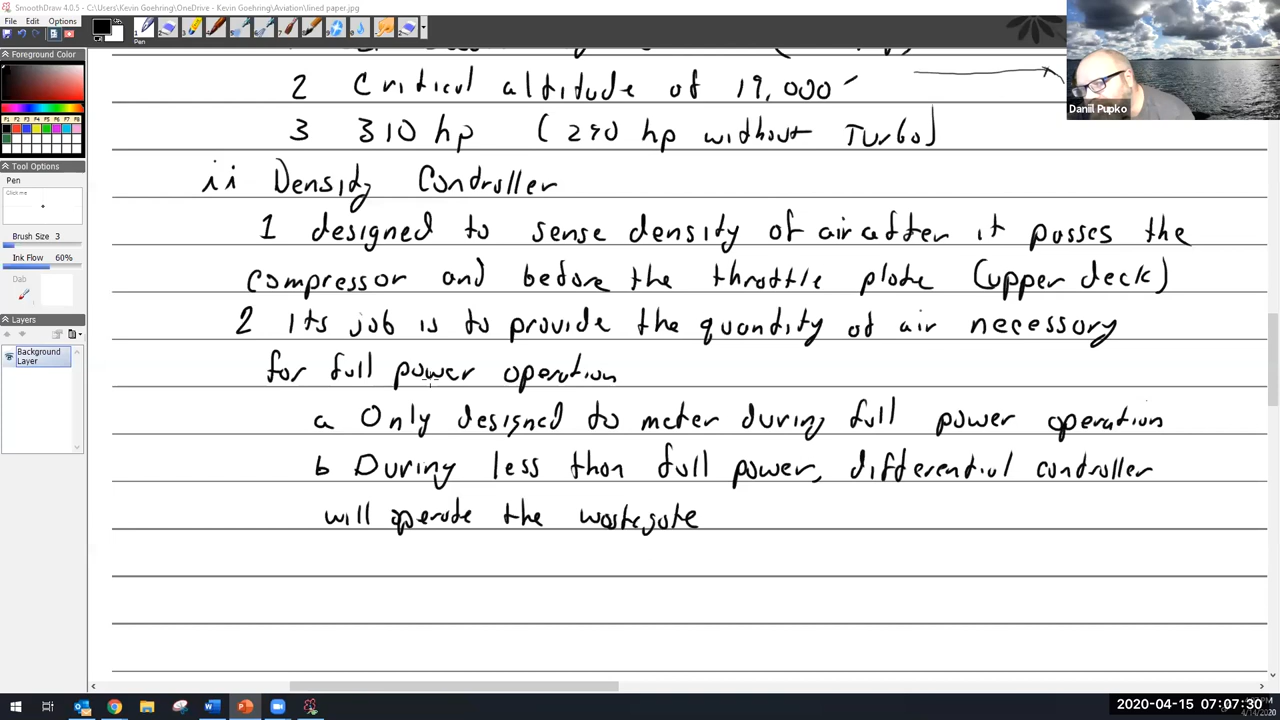 SmoothDraw 4.0.5 - C:\Users\Kevin Goehring\OneDrive - Kevin Goehring\Aviation\lined paper.jpg
File Edit Options
Pen
Foreground Color
2 Critical altitude of 19,000'
Daniil Pupko
3 310 hp (290 hp without Turbo)
Tool Options
Pen
Click me
ii Density Controller
Brush Size 3
1 designed to sense density of air after it passes the
Ink Flow 60%
compressor and before the throttle plate (upper deck)
Dab
2 Its job is to provide the quantity of air necessary
Layers
Background Layer
for full power operation
a Only designed to meter during full power operation
b During less than full power, differential controller
will operate the wastegate
2020-04-15 07:07:30